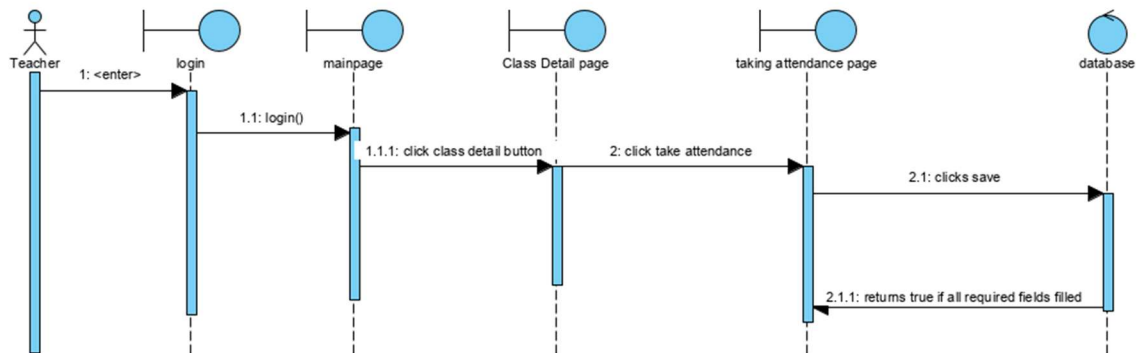 Teacher
login
mainpage
Class Detail page
taking attendance page
database
1: <enter>
1.1: login()
1.1.1: click class detail button
2: click take attendance
2.1: clicks save
2.1.1: returns true if all required fields filled